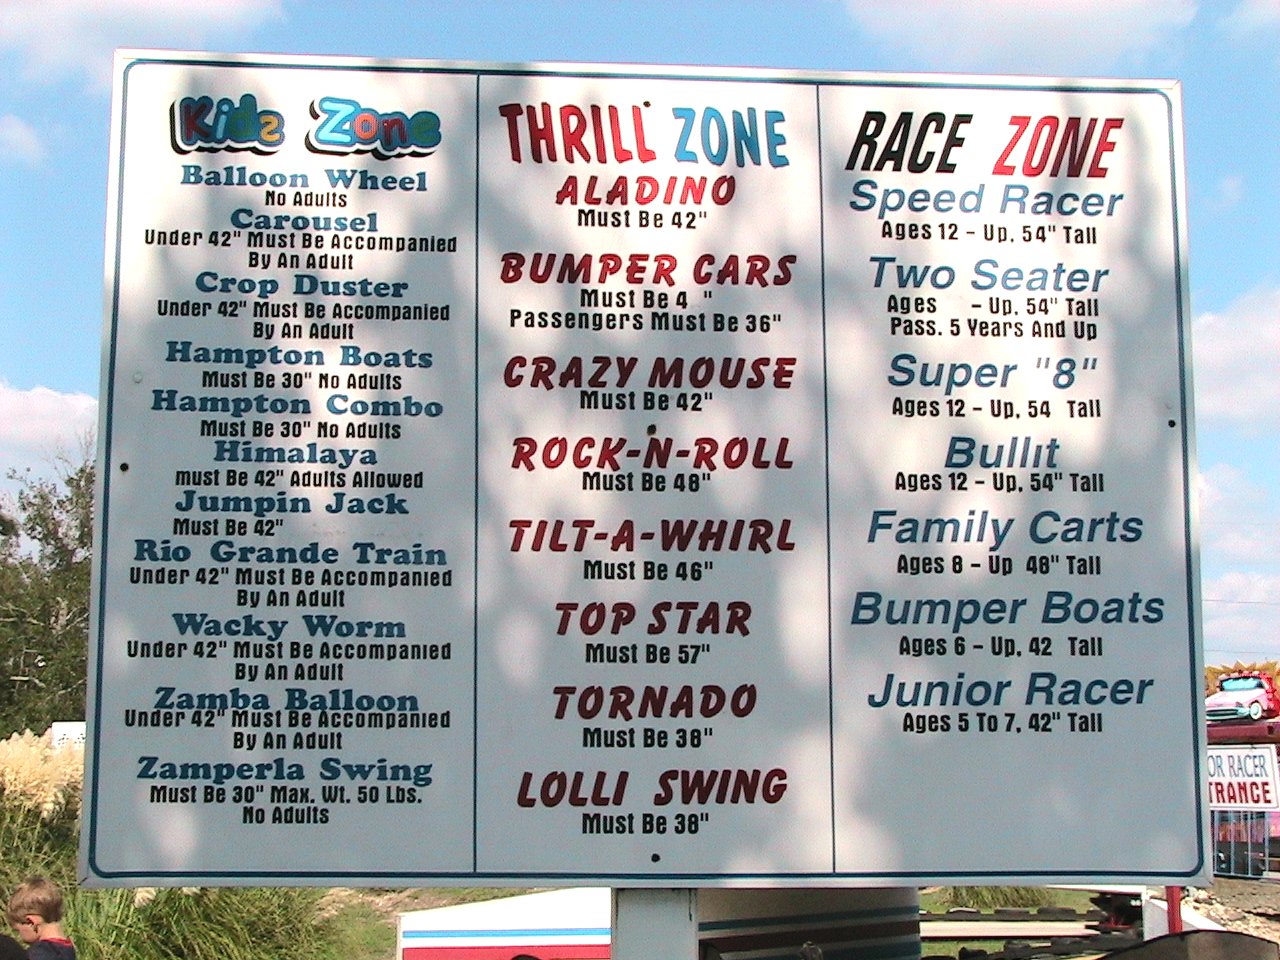 Kidz Zone
Balloon Wheel
No Adults
Carousel
Under 42" Must Be Accompanied
By An Adult
Crop Duster
Under 42" Must Be Accompanied
By An Adult
Hampton Boats
Must Be 30" No Adults
Hampton Combo
Must Be 30" No Adults
Himalaya
must Be 42" Adults Allowed
Jumpin Jack
Must Be 42"
Rio Grande Train
Under 42" Must Be Accompanied
By An Adult
Wacky Worm
Under 42" Must Be Accompanied
By An Adult
Zamba Balloon
Under 42" Must Be Accompanied
By An Adult
Zamperla Swing
Must Be 30" Max. Wt. 50 Lbs.
No Adults
THRILL ZONE
ALADINO
Must Be 42"
BUMPER CARS
Must Be 4 "
Passengers Must Be 36"
CRAZY MOUSE
Must Be 42"
ROCK-N-ROLL
Must Be 48"
TILT-A-WHIRL
Must Be 46"
TOP STAR
Must Be 57"
TORNADO
Must Be 38"
LOLLI SWING
Must Be 38"
RACE ZONE
Speed Racer
Ages 12 - Up, 54" Tall
Two Seater
Ages - Up, 54" Tall
Pass. 5 Years And Up
Super "8"
Ages 12 - Up, 54 Tall
Bullit
Ages 12 - Up, 54" Tall
Family Carts
Ages 8 - Up 48" Tall
Bumper Boats
Ages 6 - Up, 42 Tall
Junior Racer
Ages 5 To 7, 42" Tall
OR RACER
TRANCE